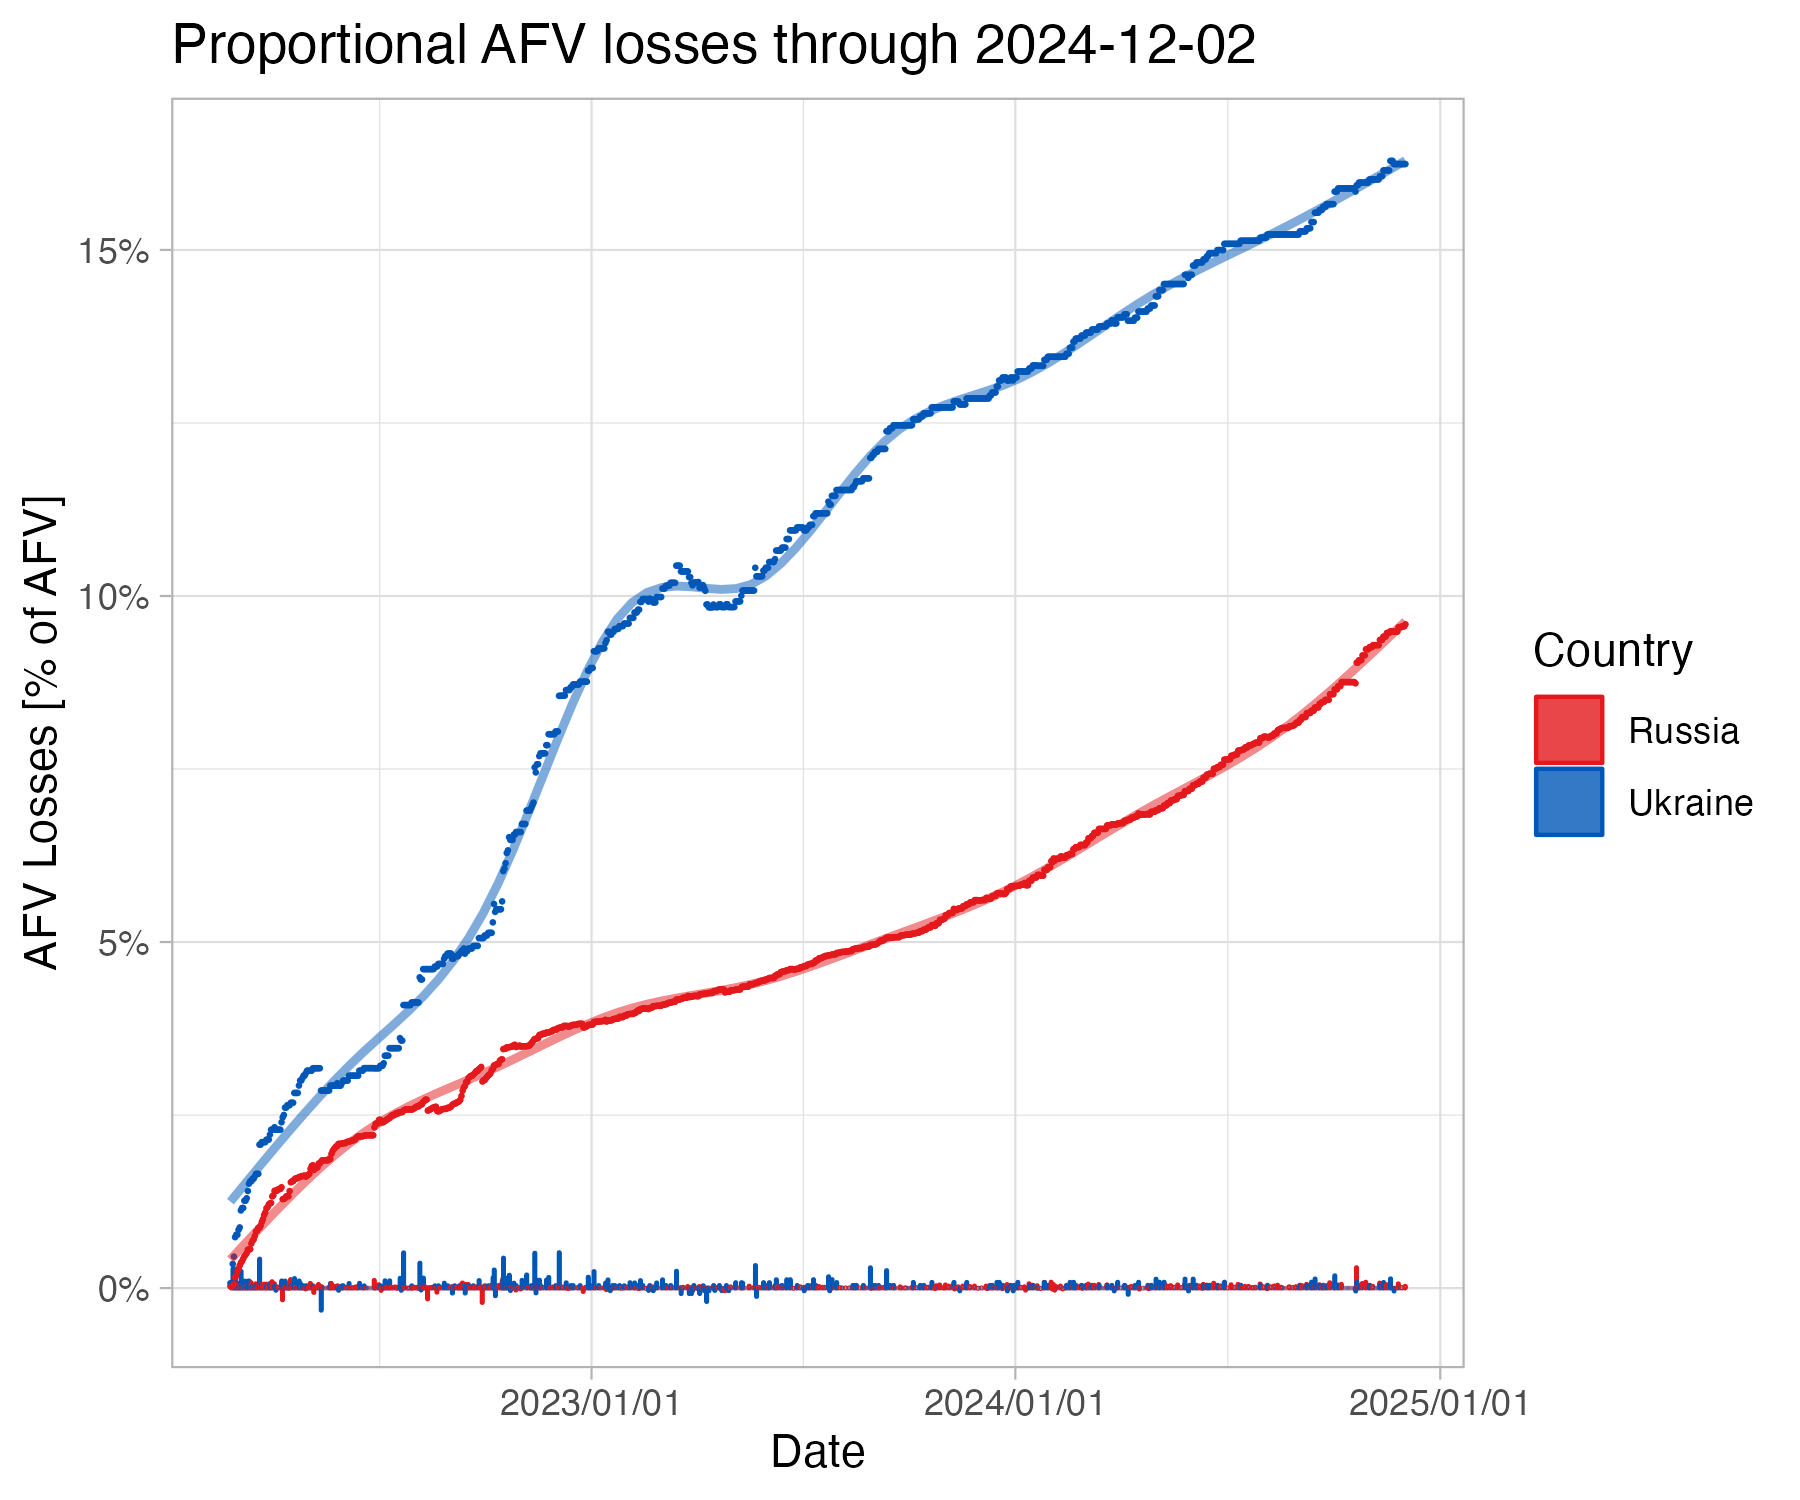 Proportional AFV losses through 2024-12-02
AFV Losses [% of AFV]
15%
10%
5%
0%
2023/01/01
2024/01/01
2025/01/01
Date
Country
Russia
Ukraine